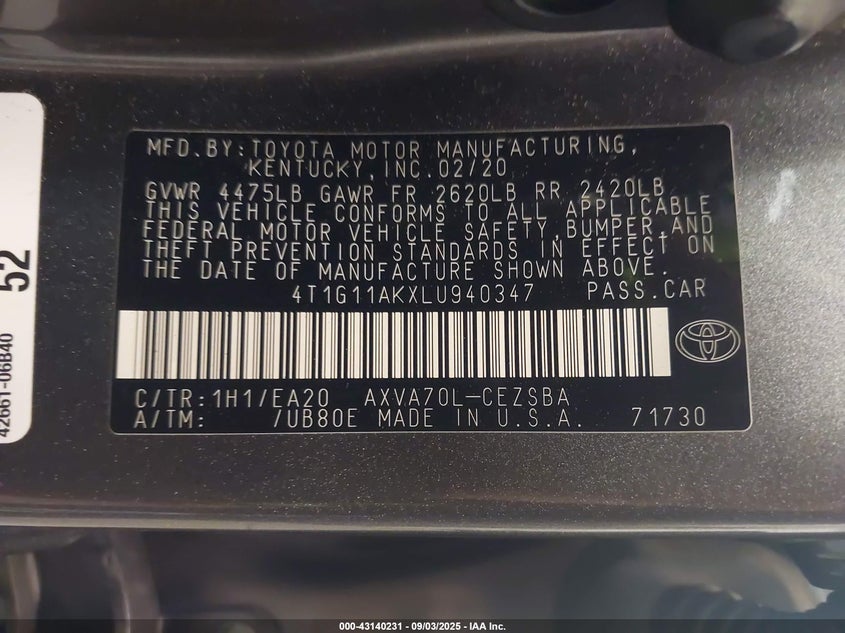 MFD.BY:TOYOTA MOTOR MANUFACTURING,
KENTUCKY,INC.02/20
GVWR 4475LB GAWR FR 2620LB RR 2420LB
THIS VEHICLE CONFORMS TO ALL APPLICABLE
FEDERAL MOTOR VEHICLE SAFETY,BUMPER,AND
THEFT PREVENTION STANDARDS IN EFFECT ON
THE DATE OF MANUFACTURE SHOWN ABOVE.
4T1G11AKXLU940347 PASS.CAR
C/TR:1H1/EA20 AXVA70L-CEZSBA
A/TM: /UB80E MADE IN U.S.A. 71730
52
42661-06B40
000-43140231 - 09/03/2025 - IAA Inc.